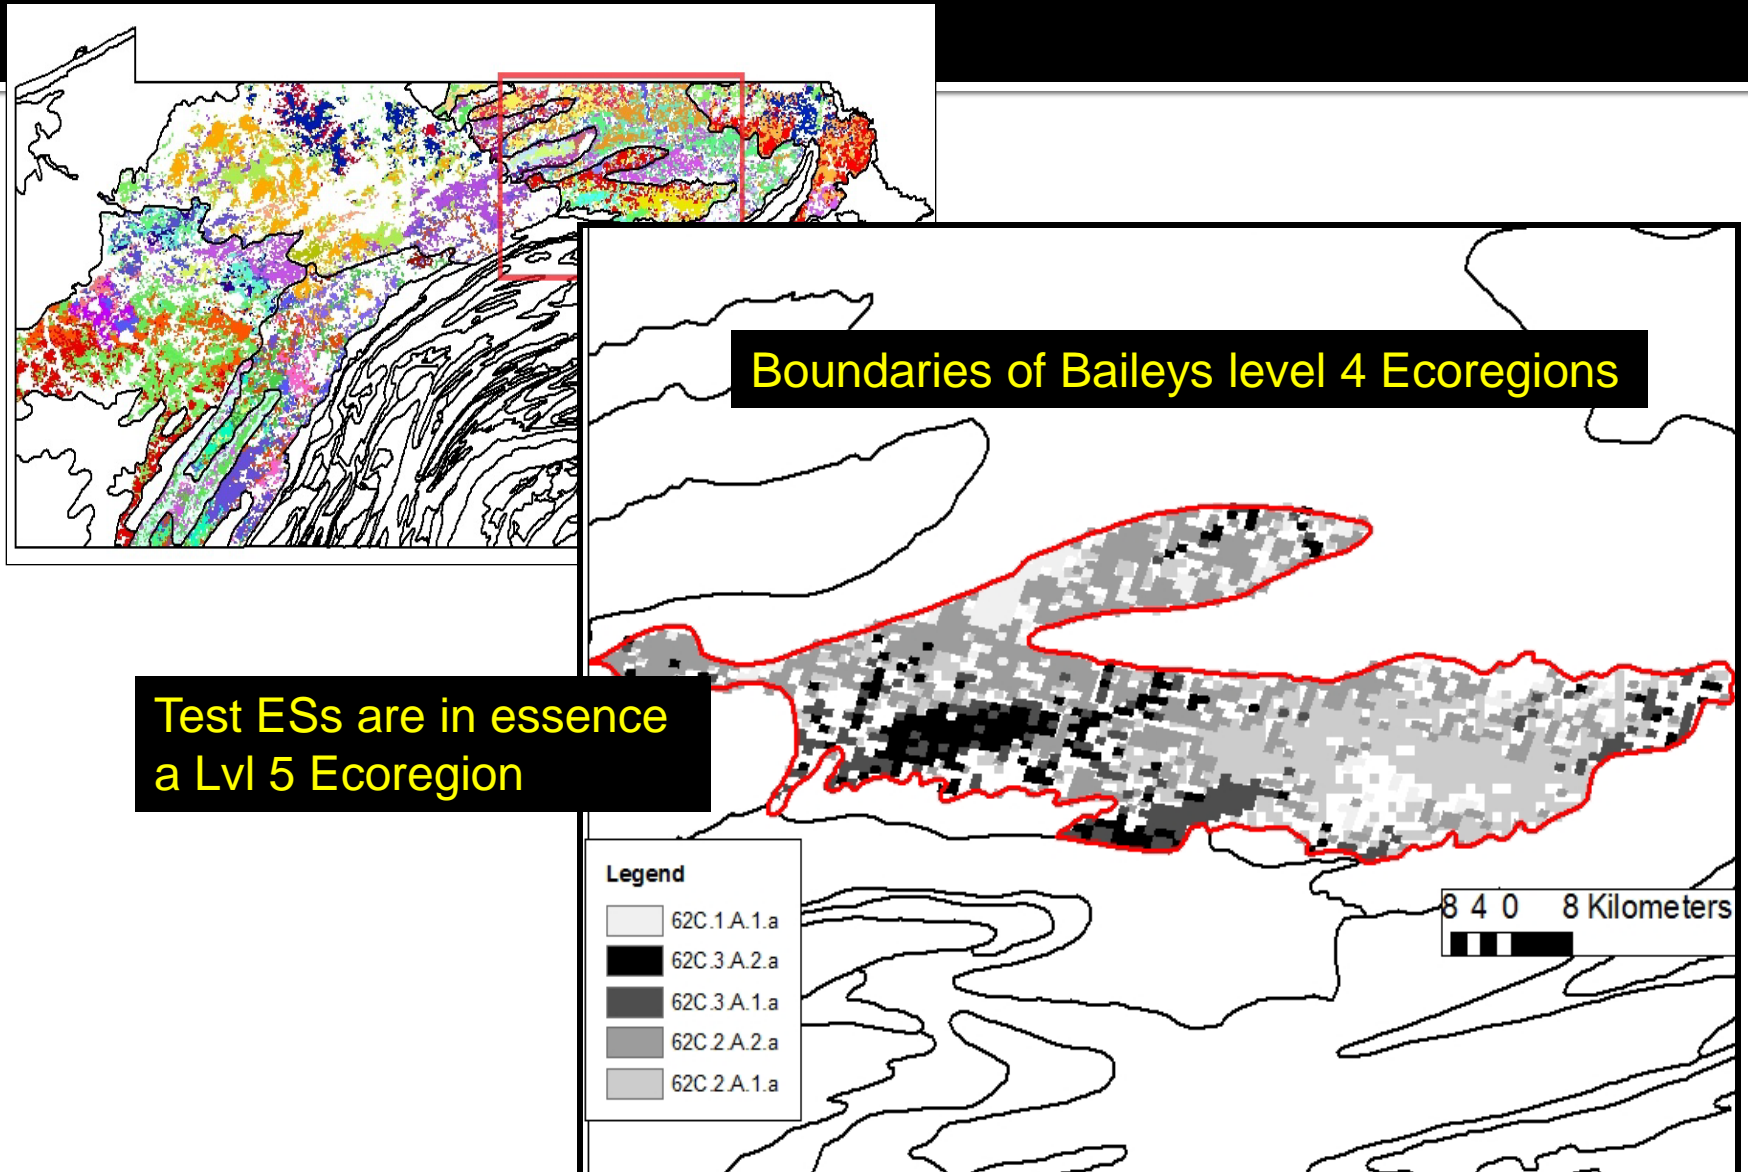 Boundaries of Baileys level 4 Ecoregions
Test ESs are in essence
a Lvl 5 Ecoregion
Legend
62C.1.A.1.a
62C.3.A.2.a
62C.3.A.1.a
62C.2.A.2.a
62C.2.A.1.a
8 4 0 8 Kilometers